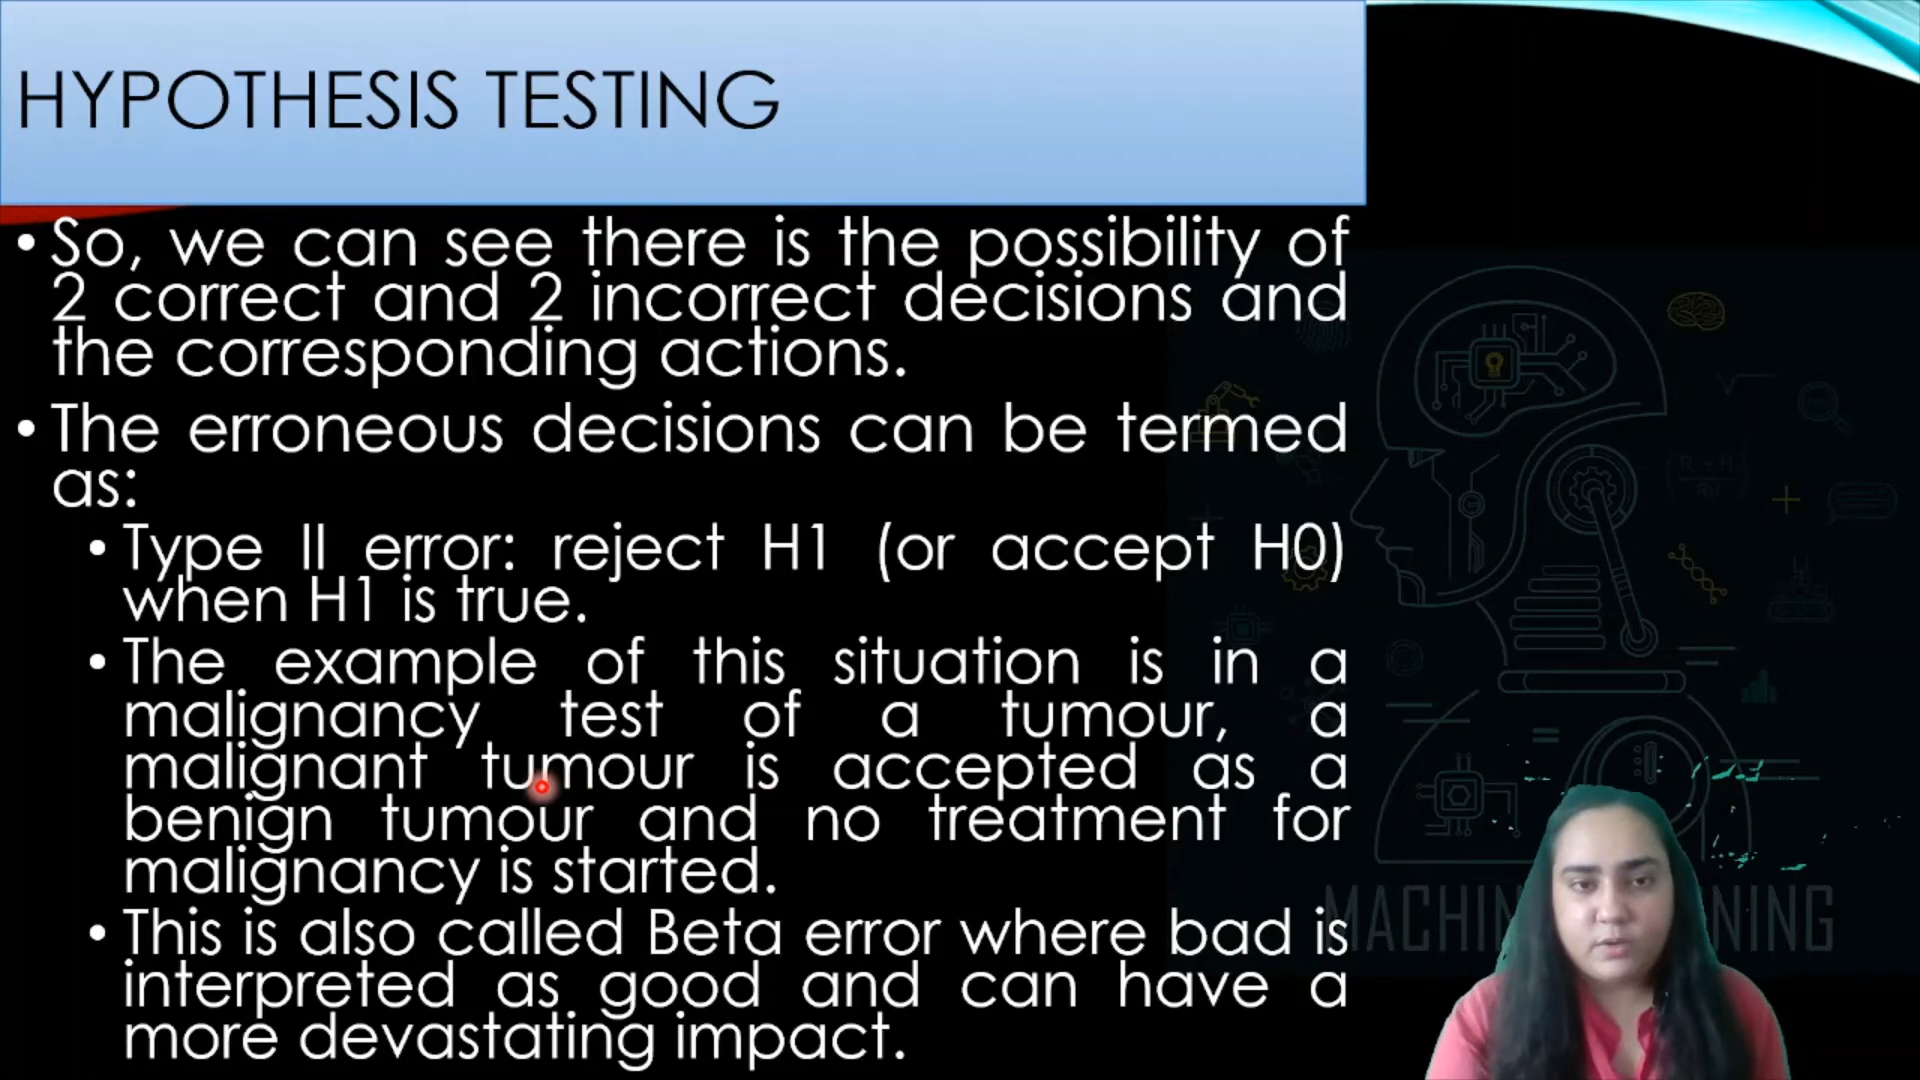 HYPOTHESIS TESTING
• So, we can see there is the possibility of
2 correct and 2 incorrect decisions and
the corresponding actions.
• The erroneous decisions can be termed
as:
• Type II error: reject H1 (or accept H0)
when H1 is true.
• The example of this situation is in a
malignancy test of a tumour, a
malignant tumour is accepted as a
benign tumour and no treatment for
malignancy is started.
• This is also called Beta error where bad is
interpreted as good and can have a
more devastating impact.